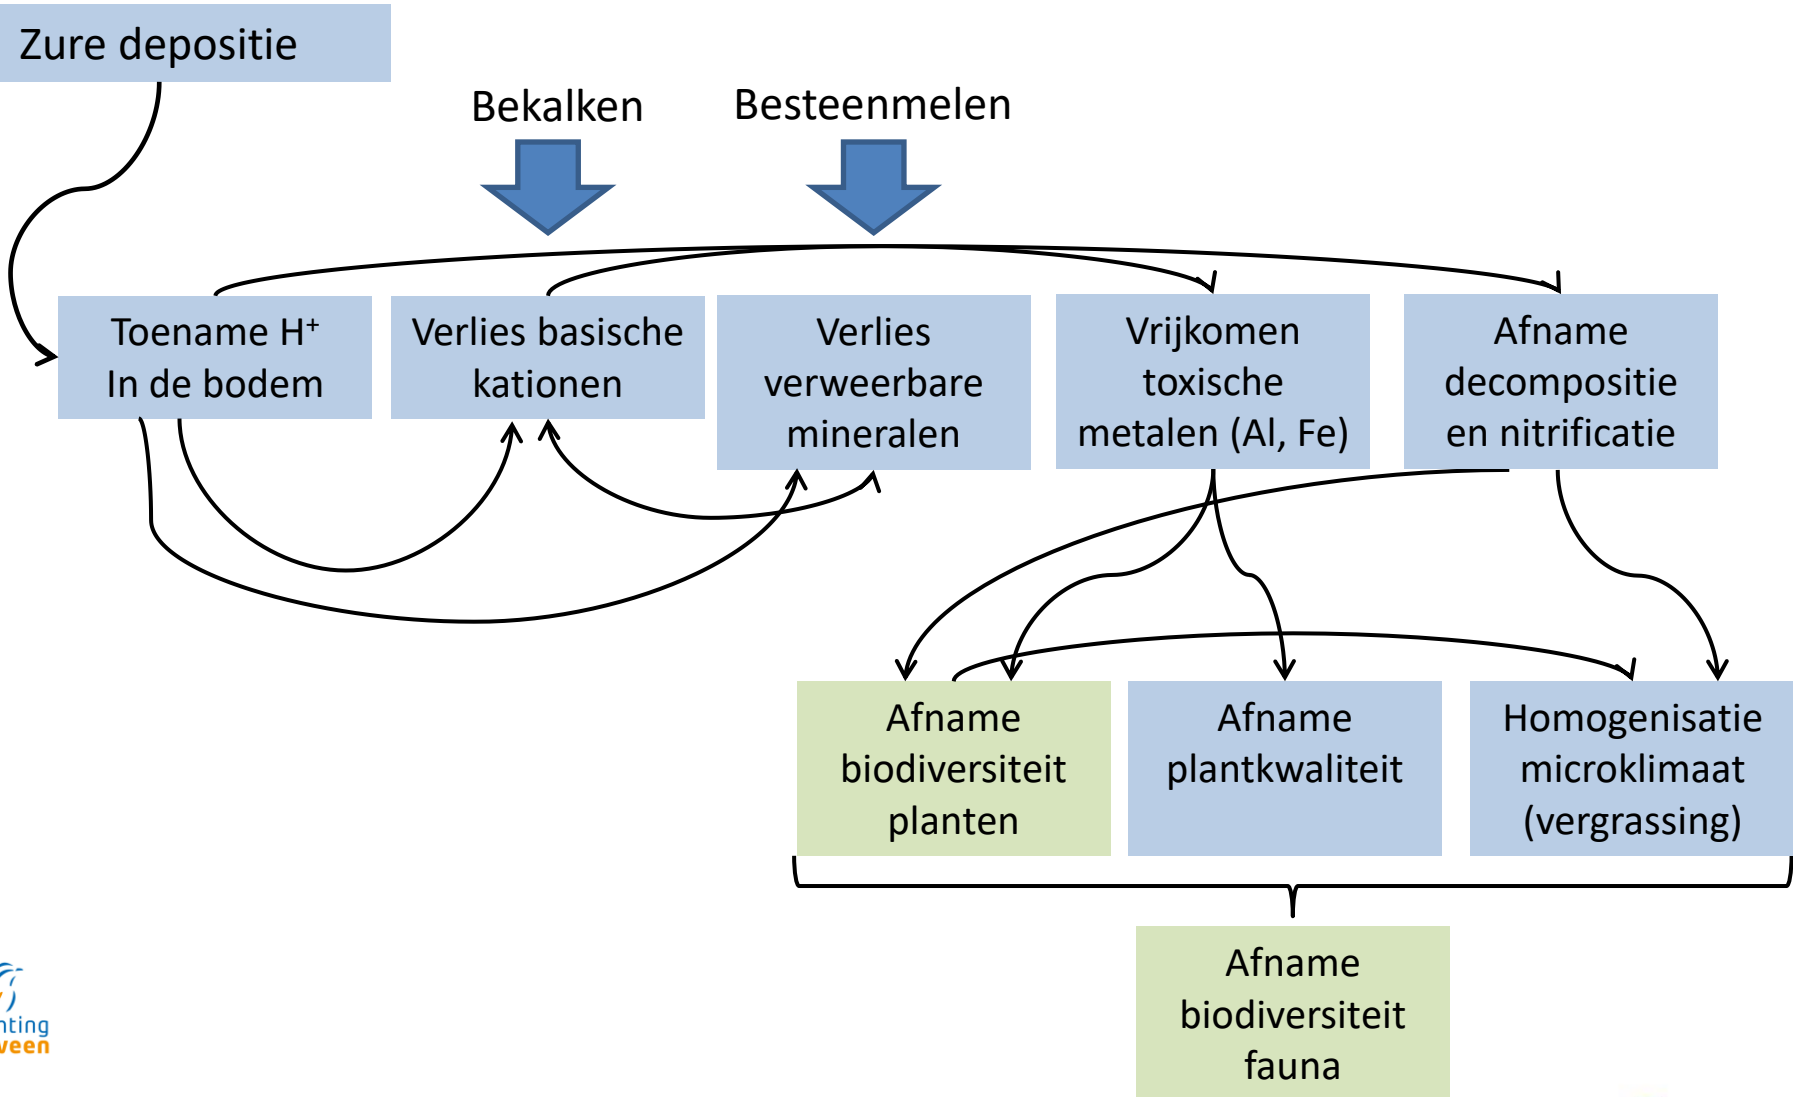 Zure depositie
Bekalken
Besteenmelen
Toename H⁺
In de bodem
Verlies basische
kationen
Verlies
verweerbare
mineralen
Vrijkomen
toxische
metalen (Al, Fe)
Afname
decompositie
en nitrificatie
Afname
biodiversiteit
planten
Afname
plantkwaliteit
Homogenisatie
microklimaat
(vergrassing)
Afname
biodiversiteit
fauna